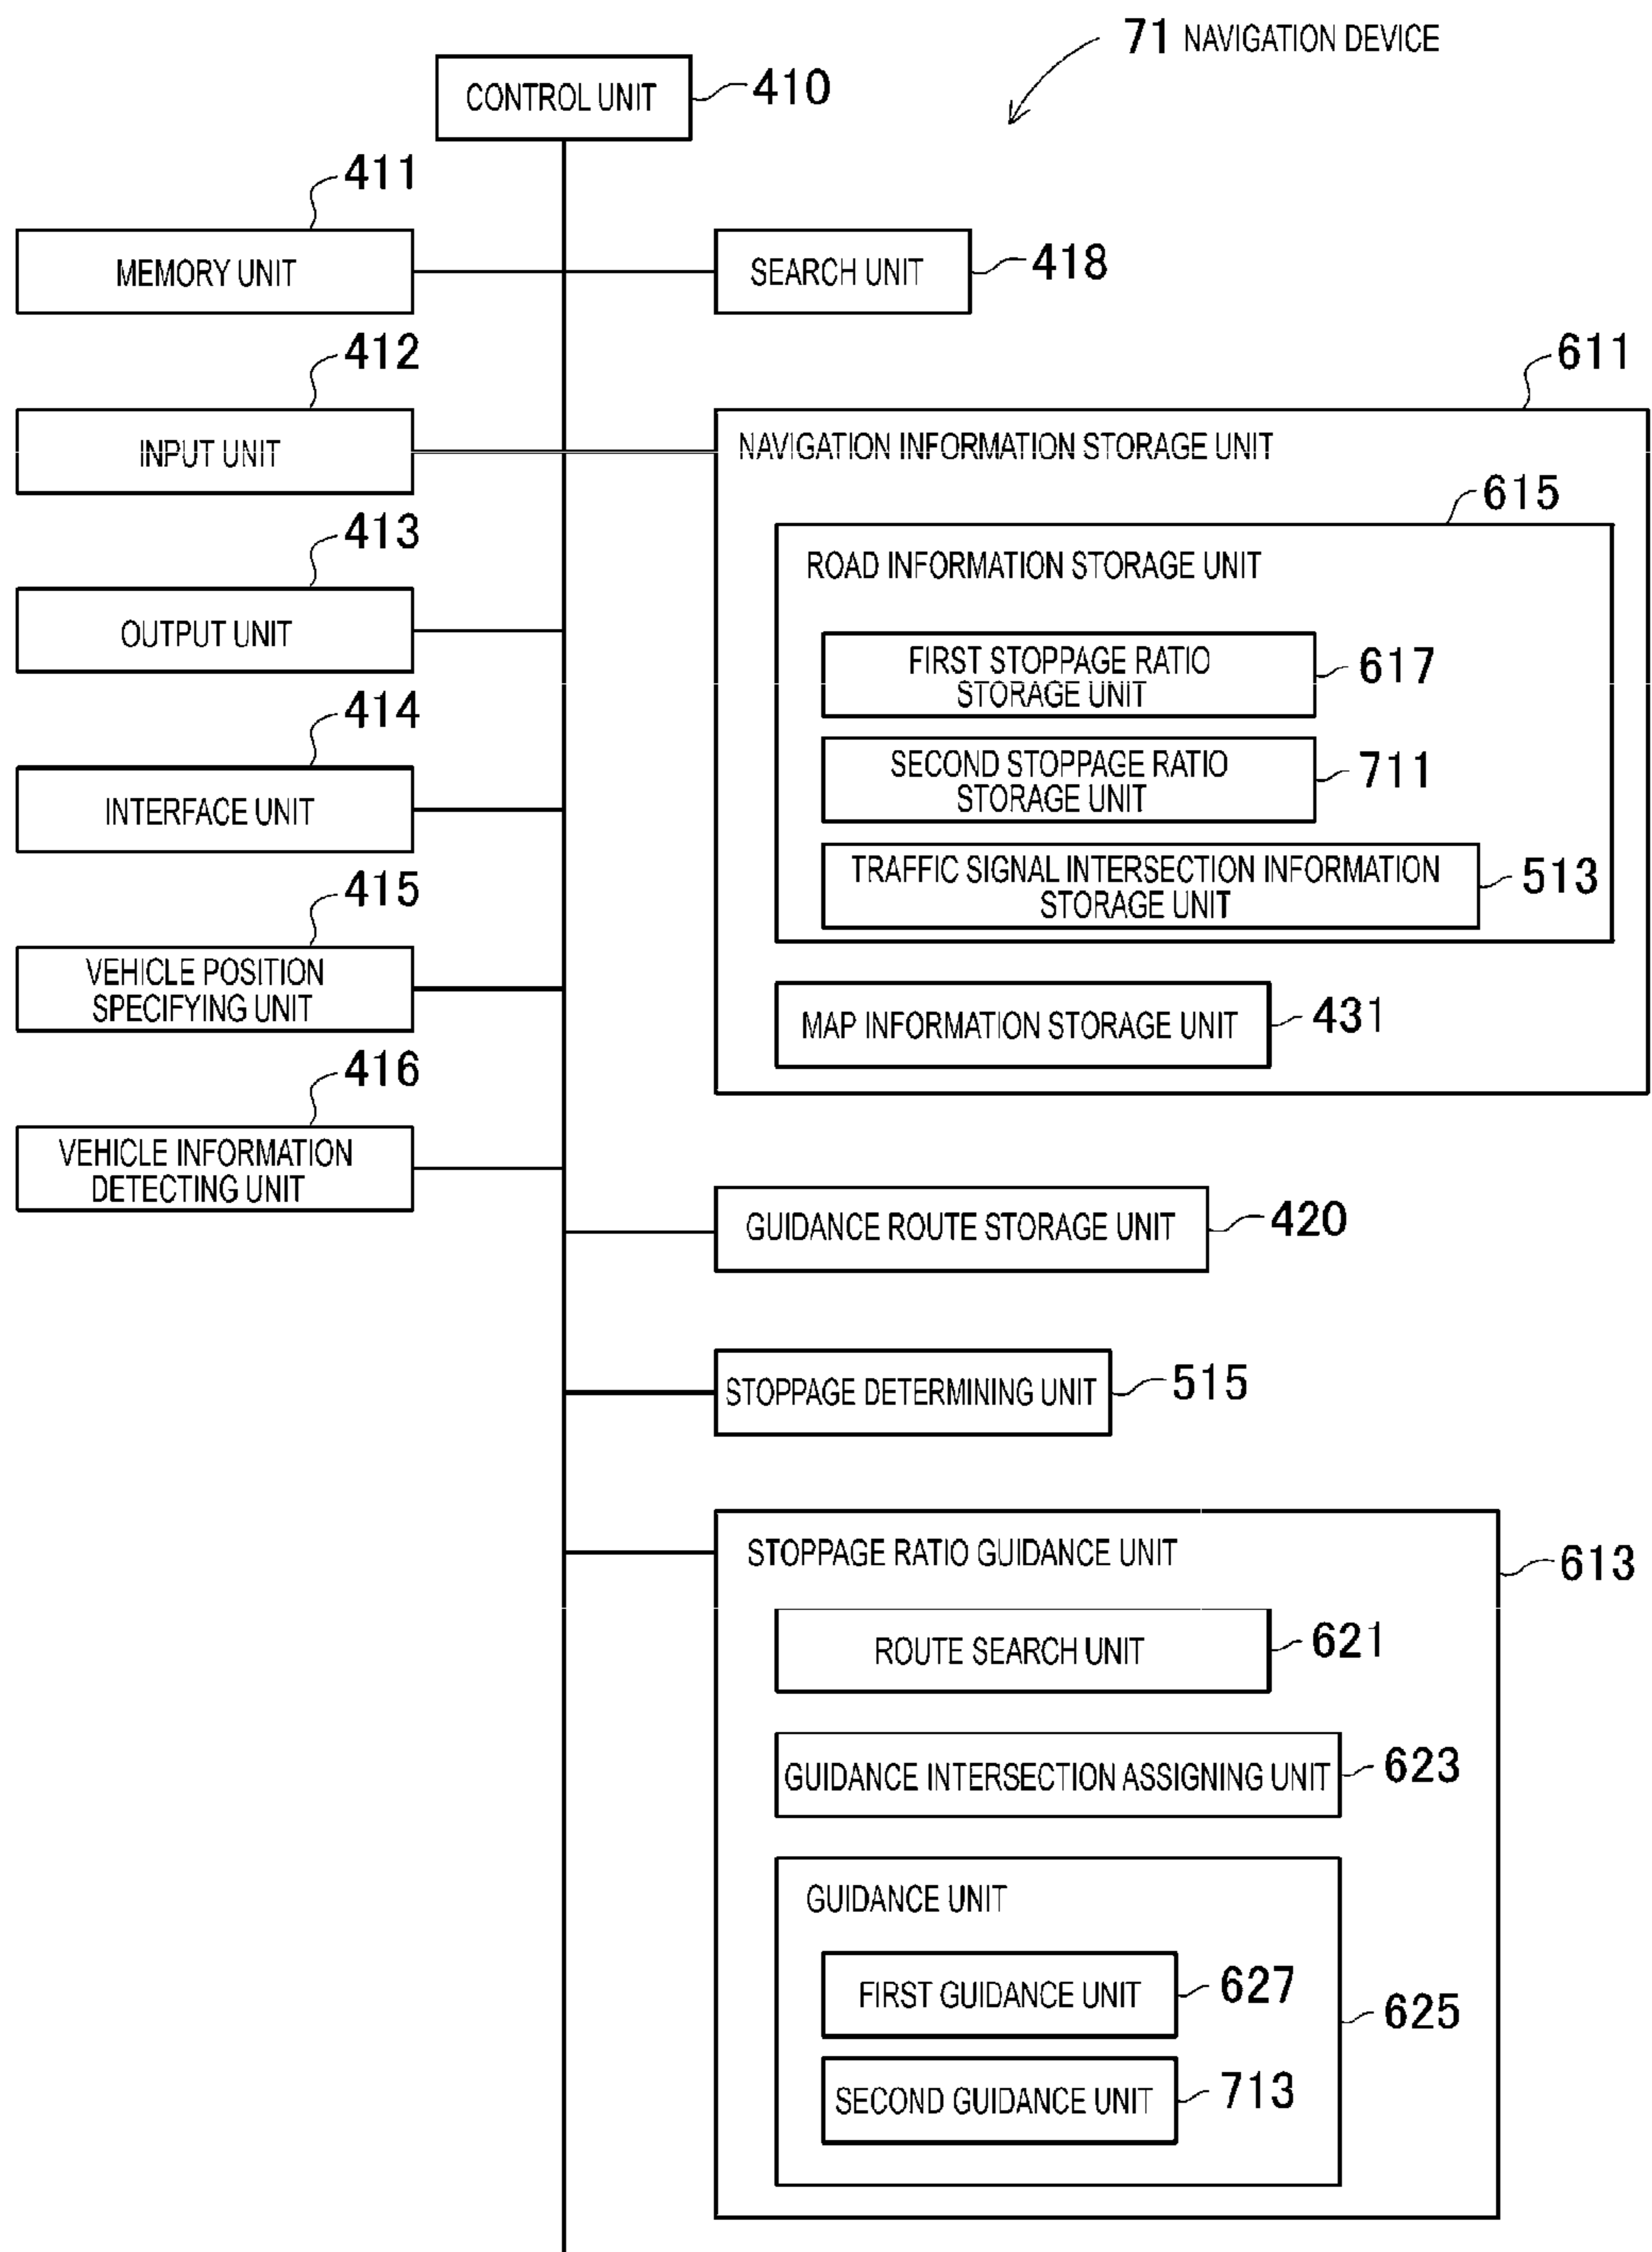 71 NAVIGATION DEVICE
CONTROL UNIT
410
411
MEMORY UNIT
SEARCH UNIT
418
412
INPUT UNIT
611
NAVIGATION INFORMATION STORAGE UNIT
615
ROAD INFORMATION STORAGE UNIT
FIRST STOPPAGE RATIO
STORAGE UNIT
617
SECOND STOPPAGE RATIO
STORAGE UNIT
711
TRAFFIC SIGNAL INTERSECTION INFORMATION
STORAGE UNIT
513
MAP INFORMATION STORAGE UNIT
431
413
OUTPUT UNIT
414
INTERFACE UNIT
415
VEHICLE POSITION
SPECIFYING UNIT
416
VEHICLE INFORMATION
DETECTING UNIT
GUIDANCE ROUTE STORAGE UNIT
420
STOPPAGE DETERMINING UNIT
515
STOPPAGE RATIO GUIDANCE UNIT
613
ROUTE SEARCH UNIT
621
GUIDANCE INTERSECTION ASSIGNING UNIT
623
GUIDANCE UNIT
625
FIRST GUIDANCE UNIT
627
SECOND GUIDANCE UNIT
713